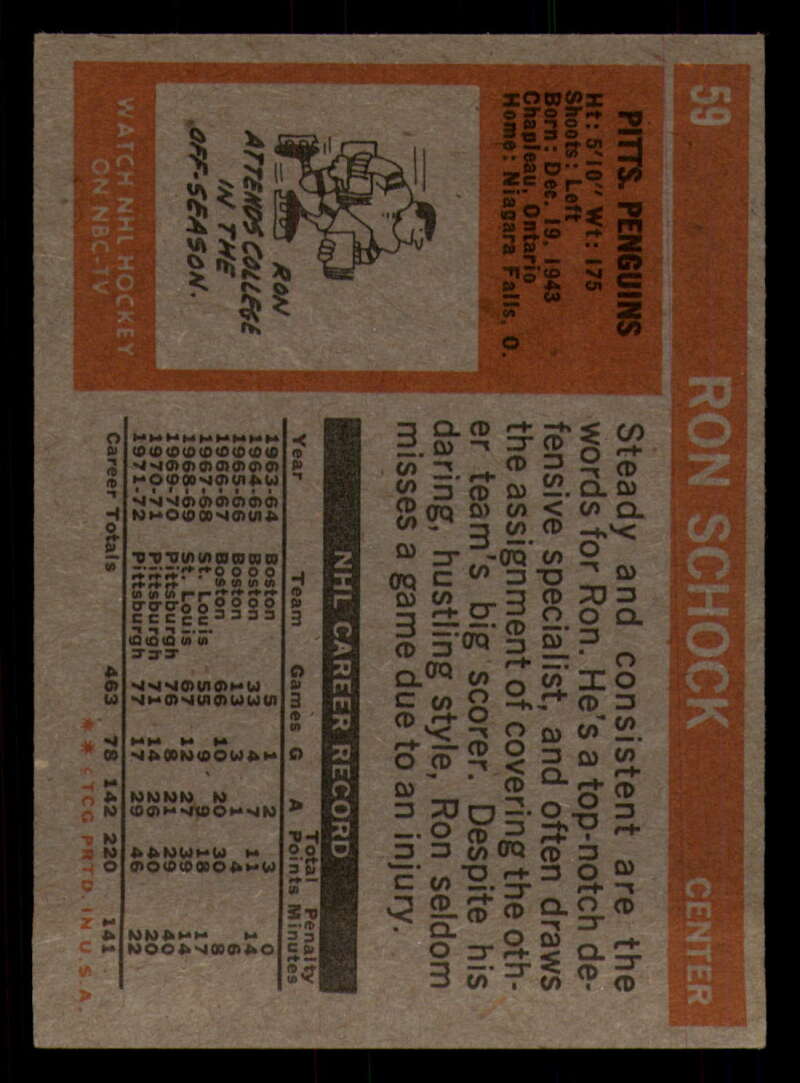 59 RON SCHOCK CENTER
PITTS. PENGUINS
Ht: 5'10" Wt: 175
Shoots: Left
Born: Dec. 19, 1943
Chapleau, Ontario
Home: Niagara Falls, O.
RON
ATTENDS COLLEGE
IN THE
OFF-SEASON.
WATCH NHL HOCKEY
ON NBC-TV
Steady and consistent are the
words for Ron. He's a top-notch de-
fensive specialist, and often draws
the assignment of covering the oth-
er team's big scorer. Despite his
daring, hustling style, Ron seldom
misses a game due to an injury.
NHL CAREER RECORD
Total Penalty
Year Team Games G A Points Minutes
1963-64 Boston 5 1 2 3 0
1964-65 Boston 33 4 7 11 14
1965-66 Boston 13 3 1 4 6
1966-67 Boston 66 10 20 30 8
1967-68 St. Louis 55 9 9 18 17
1968-69 St. Louis 67 12 27 39 14
1969-70 Pittsburgh 76 8 21 29 40
1970-71 Pittsburgh 71 14 26 40 20
1971-72 Pittsburgh 77 17 29 46 22
Career Totals 463 78 142 220 141
* * © T C G PRTD. IN U. S. A.